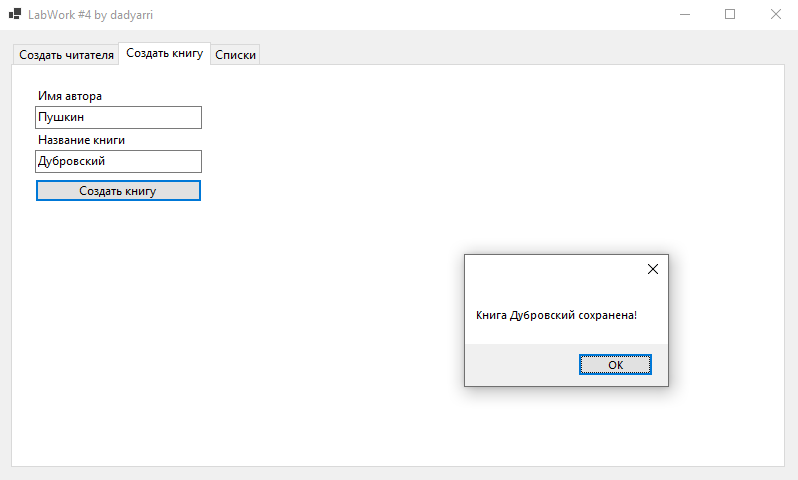 LabWork #4 by dadyarri
Создать читателя Создать книгу Списки
Имя автора
Пушкин
Название книги
Дубровский
Создать книгу
Книга Дубровский сохранена!
ОК